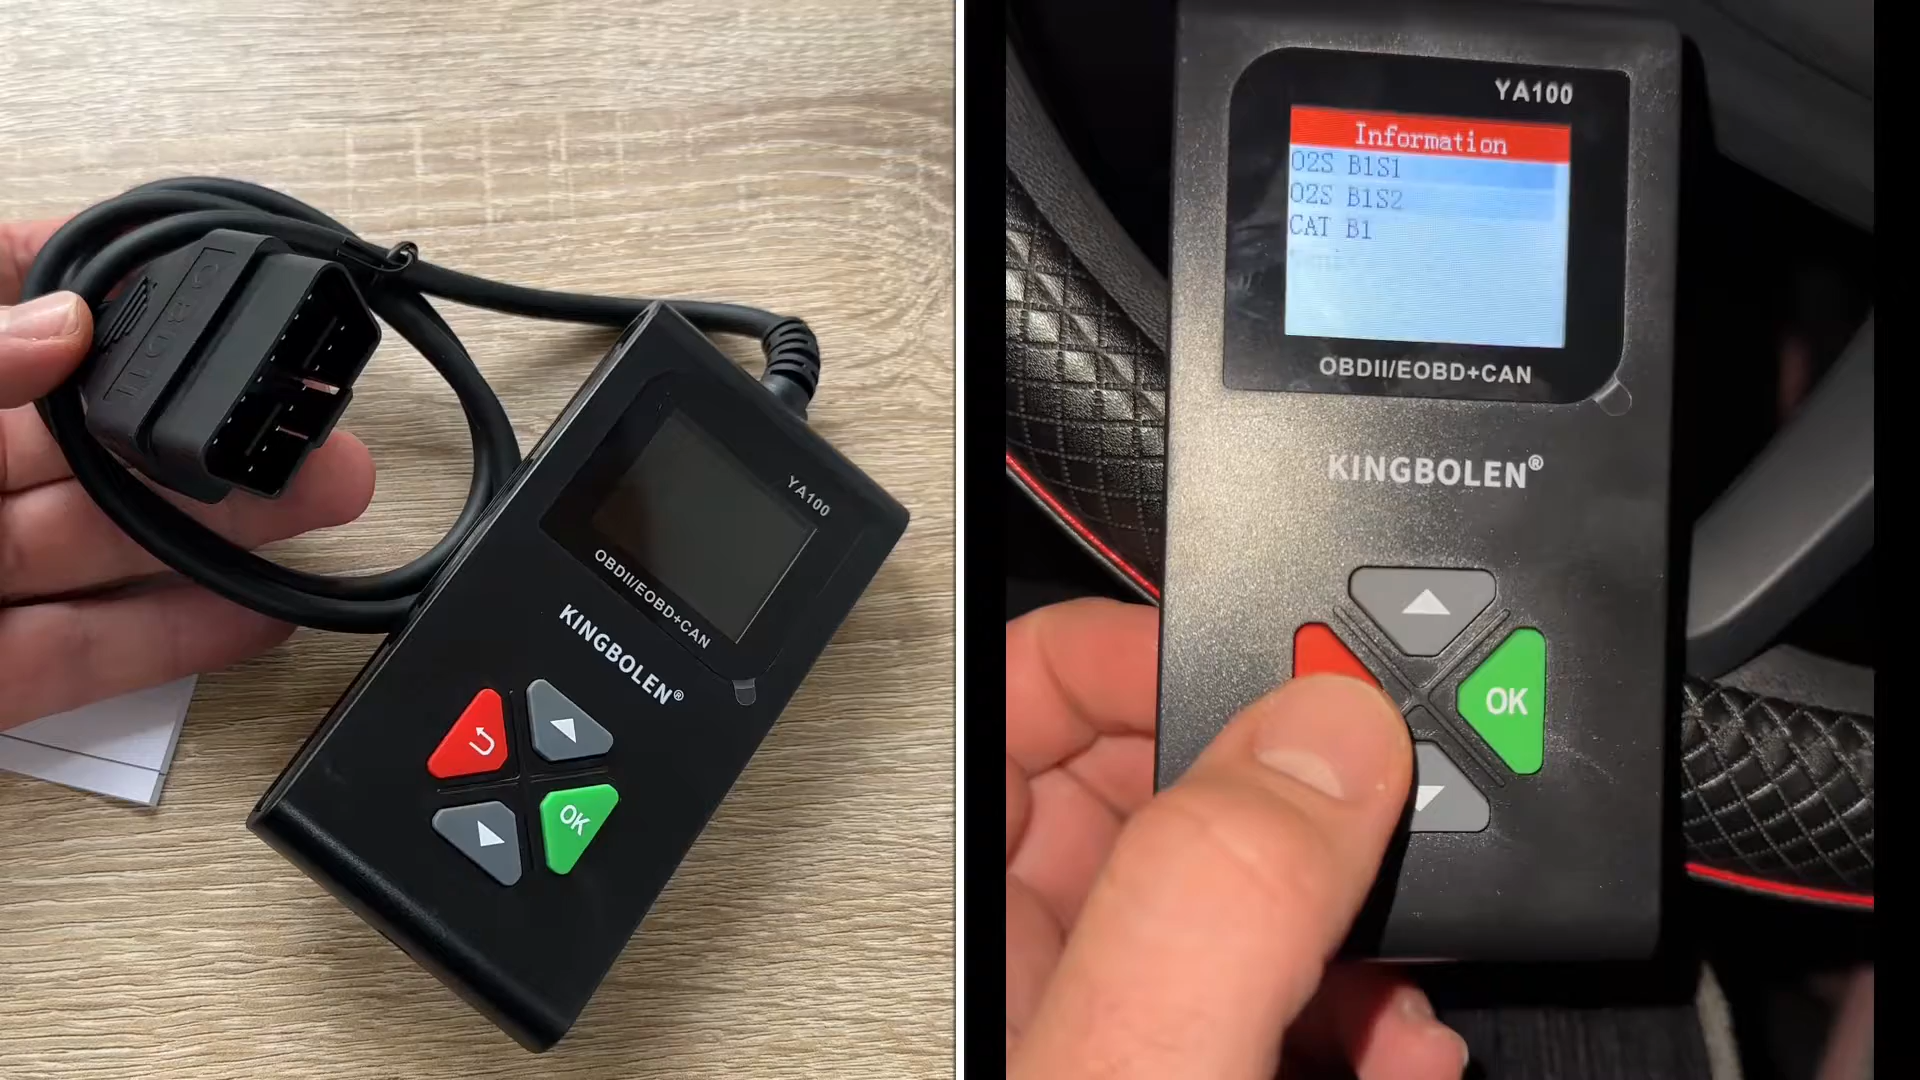 OBDII
YA100
OBDII/EOBD+CAN
KINGBOLEN®
OK
YA100
Information
O2S B1S1
O2S B1S2
CAT B1
OBDII/EOBD+CAN
KINGBOLEN®
OK